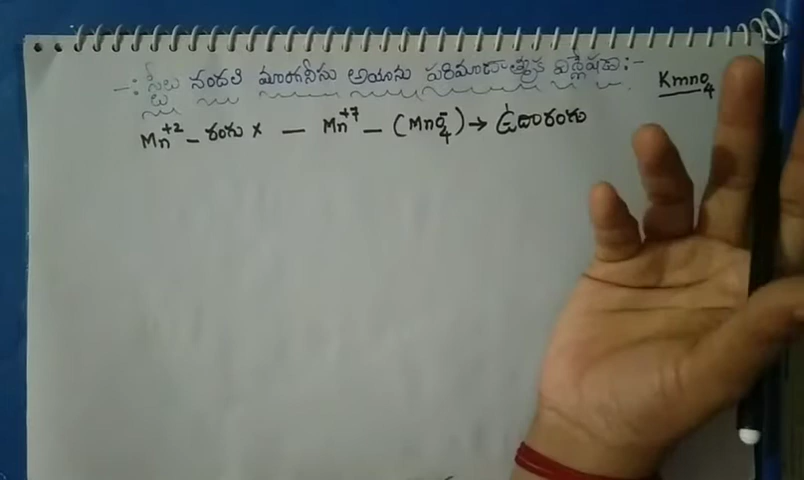 -: స్టీలు నందలి మాంగనీసు అయాను పరిమాణాత్మక విశ్లేషణ :-
Kmno4
Mn+2 - రంగు x - Mn+7 - (MnO4-) → ఊదారంగు